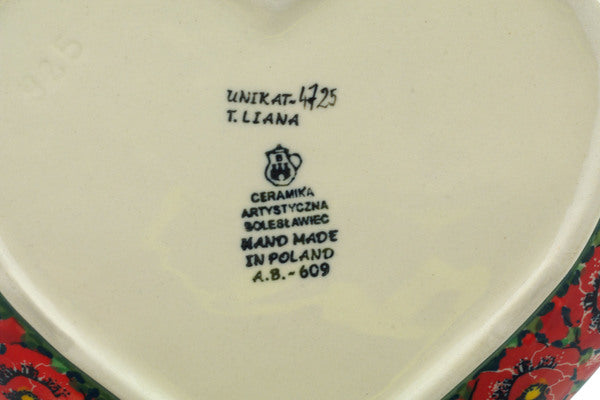 UNIKAT-4725
T. LIANA
CERAMIKA
ARTYSTYCZNA
BOLESŁAWIEC
HAND MADE
IN POLAND
A.B.-609